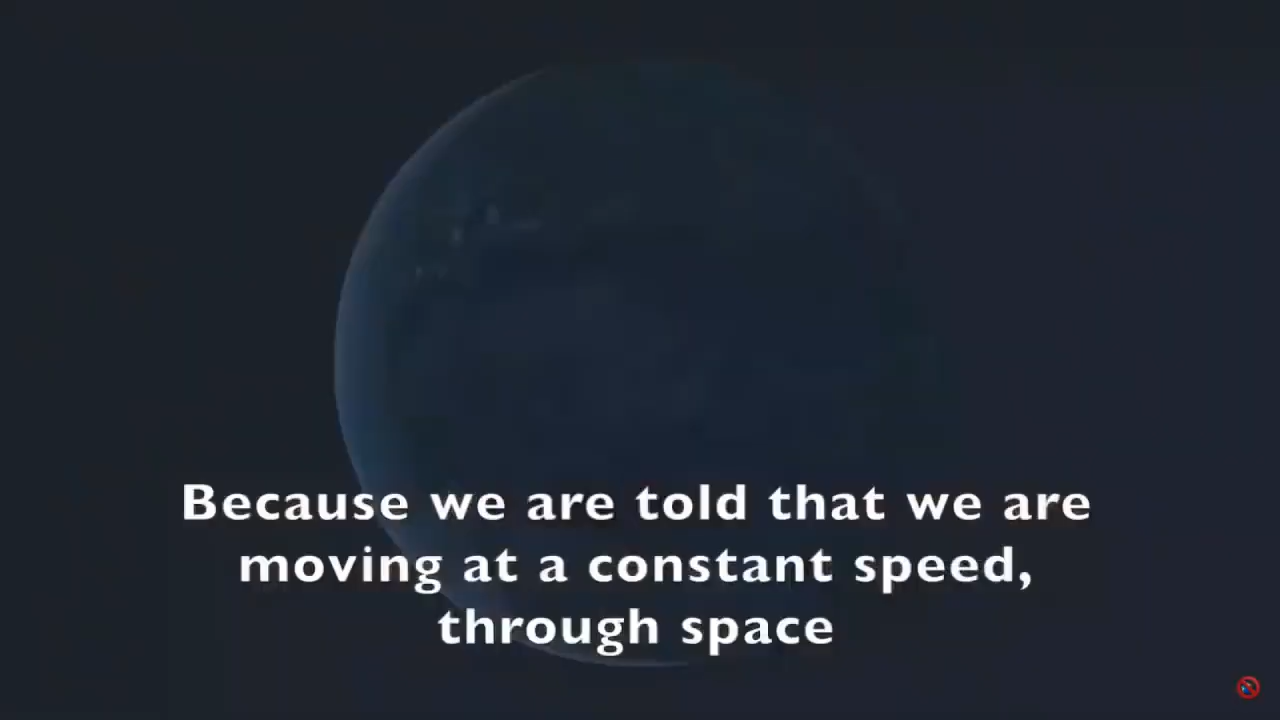 Because we are told that we are
moving at a constant speed,
through space